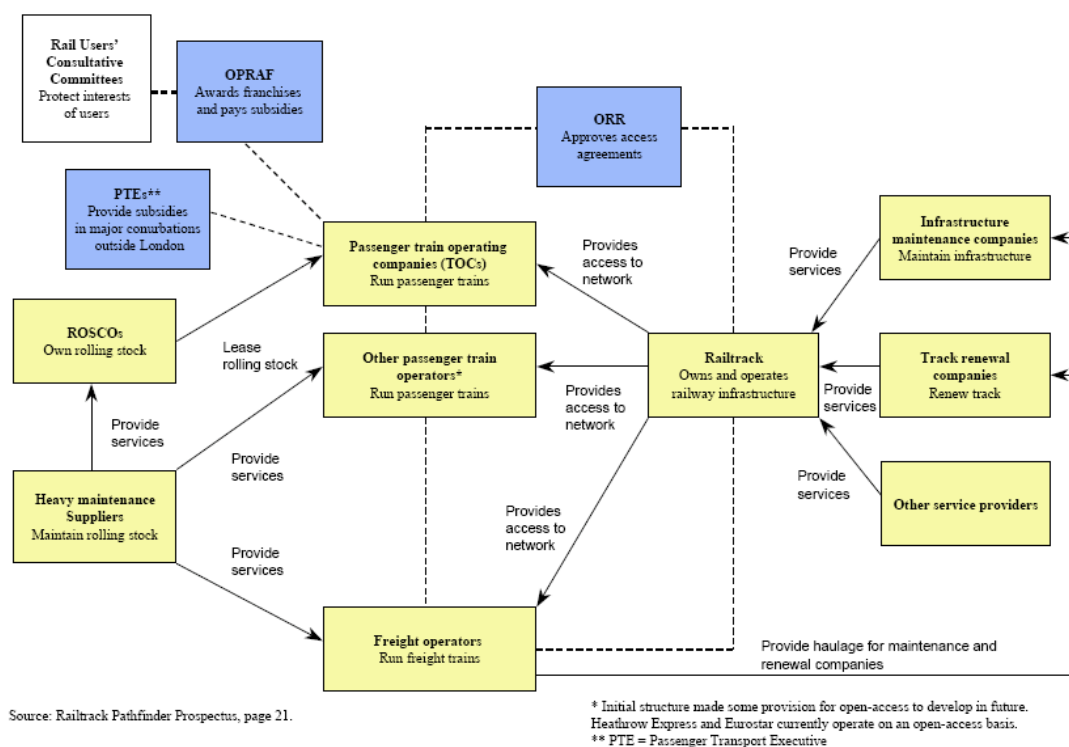 Rail Users'
Consultative
Committees
Protect interests
of users
OPRAF
Awards franchises
and pays subsidies
ORR
Approves access
agreements
PTEs**
Provide subsidies
in major conurbations
outside London
Passenger train operating
companies (TOCs)
Run passenger trains
Provides
access to
network
Provide
services
Infrastructure
maintenance companies
Maintain infrastructure
ROSCOs
Own rolling stock
Lease
rolling stock
Other passenger train
operators*
Run passenger trains
Provides
access to
network
Railtrack
Owns and operates
railway infrastructure
Provide
services
Track renewal
companies
Renew track
Provide
services
Heavy maintenance
Suppliers
Maintain rolling stock
Provide
services
Provides
access to
network
Provide
services
Other service providers
Provide
services
Freight operators
Run freight trains
Provide haulage for maintenance and
renewal companies
Source: Railtrack Pathfinder Prospectus, page 21.
* Initial structure made some provision for open-access to develop in future.
Heathrow Express and Eurostar currently operate on an open-access basis.
** PTE = Passenger Transport Executive